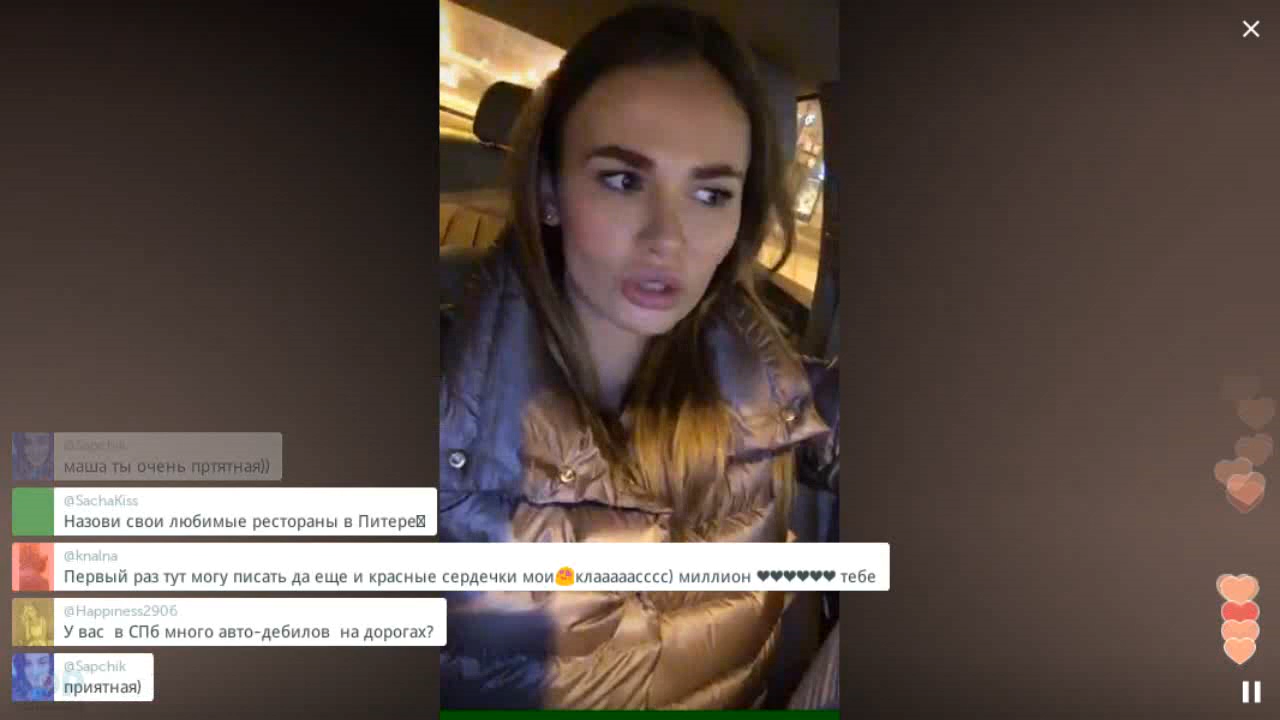 @Sapchik
маша ты очень пртятная))
@SachaKiss
Назови свои любимые рестораны в Питере
@knalna
Первый раз тут могу писать да еще и красные сердечки мои😍клааааасссс) миллион ❤❤❤❤❤❤ тебе
@Happiness2906
У вас в СПб много авто-дебилов на дорогах?
@Sapchik
приятная)